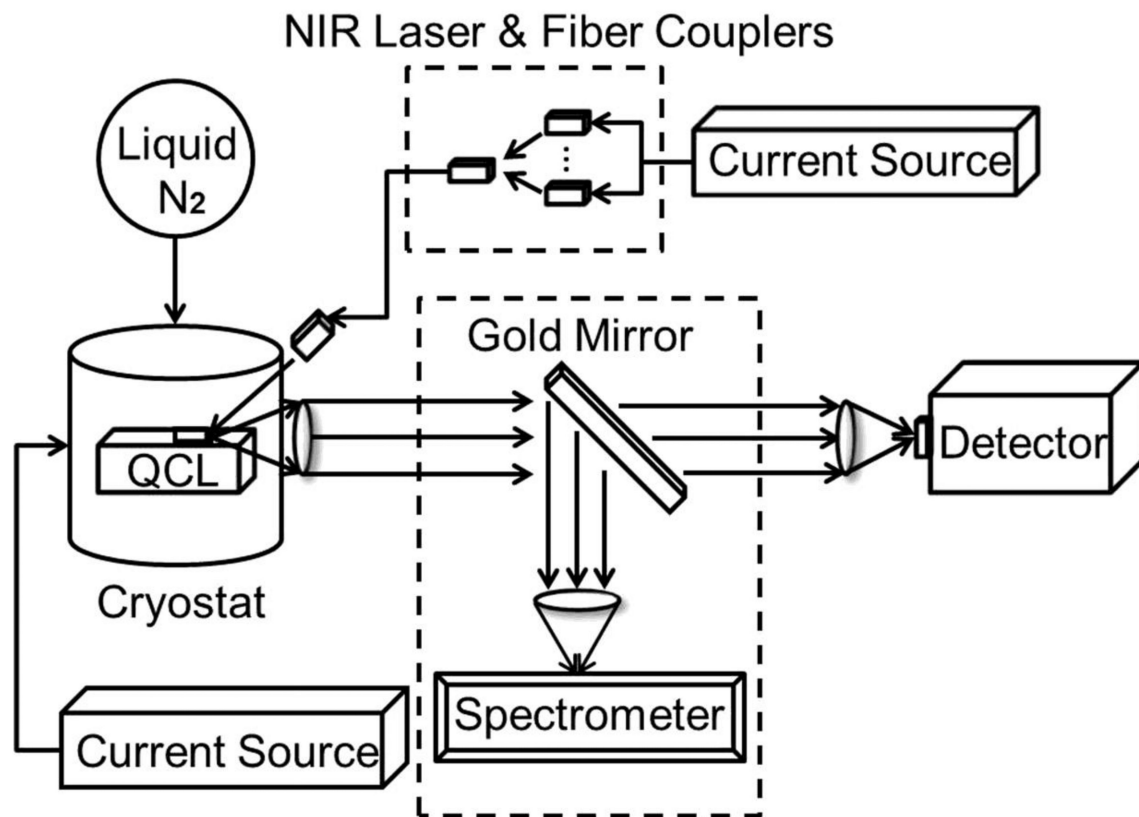 NIR Laser & Fiber Couplers
Liquid
N2
Current Source
Gold Mirror
QCL
Detector
Cryostat
Spectrometer
Current Source